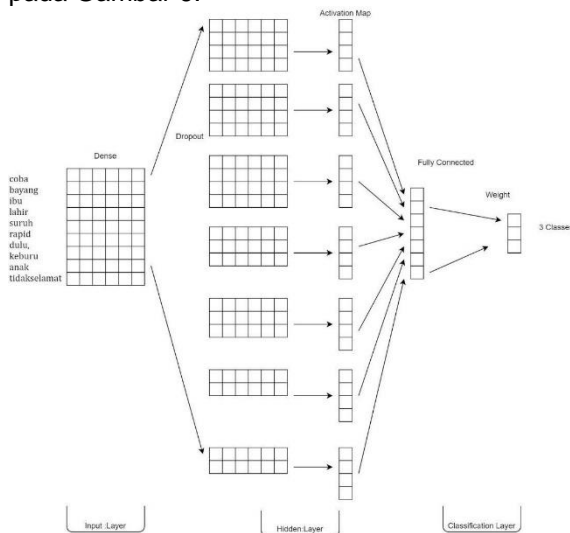 pada Gambar 3.
Activation Map
Dropout
Dense
Fully Connected
Weight
3 Classe
coba
bayang
ibu
lahir
suruh
rapid
dulu,
keburu
anak
tidakselamat
Input :Layer
Hidden:Layer
Classification Layer